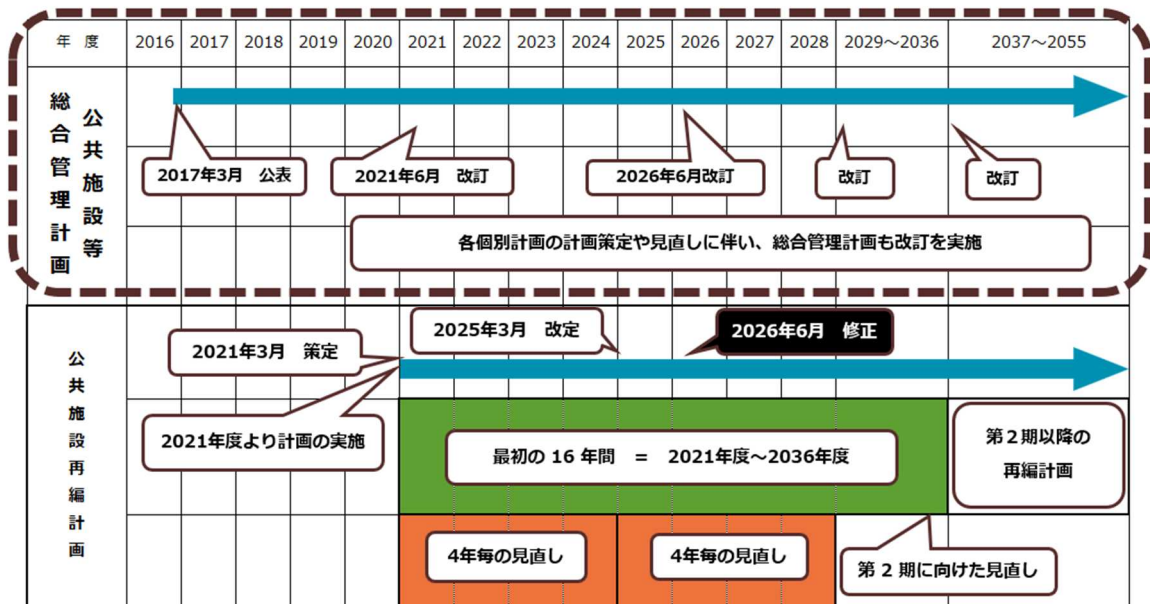 年 度 2016 2017 2018 2019 2020 2021 2022 2023 2024 2025 2026 2027 2028 2029～2036 2037～2055
公共施設等
総合管理計画
2017年3月 公表
2021年6月 改訂
2026年6月改訂
改訂
改訂
各個別計画の計画策定や見直しに伴い、総合管理計画も改訂を実施
公共施設再編計画
2021年3月 策定
2025年3月 改定
2026年6月 修正
2021年度より計画の実施
最初の 16 年間 ＝ 2021年度～2036年度
第２期以降の
再編計画
4年毎の見直し
4年毎の見直し
第 2 期に向けた見直し